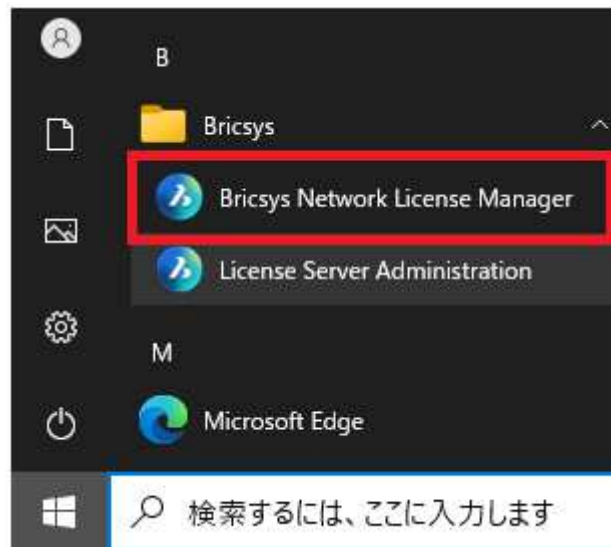 B
Bricsys
Bricsys Network License Manager
License Server Administration
M
Microsoft Edge
検索するには、ここに入力します